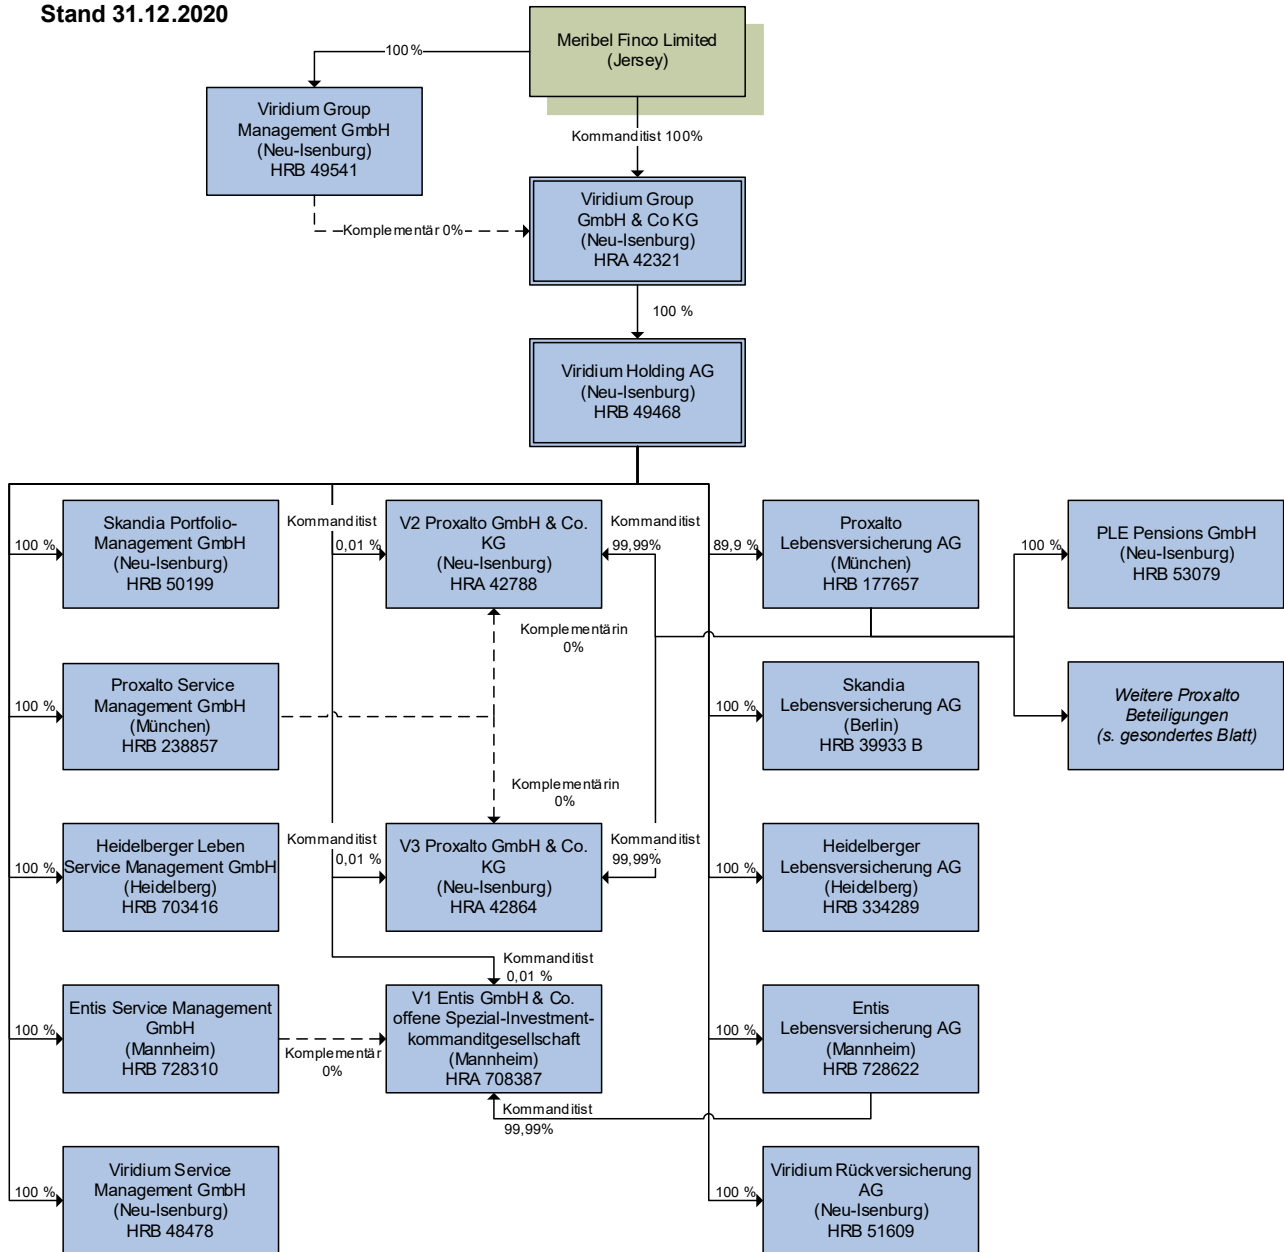 Stand 31.12.2020
Meribel Finco Limited
(Jersey)
100 %
Viridium Group
Management GmbH
(Neu-Isenburg)
HRB 49541
Kommanditist 100%
Viridium Group
GmbH & Co KG
(Neu-Isenburg)
HRA 42321
Komplementär 0%
100 %
Viridium Holding AG
(Neu-Isenburg)
HRB 49468
100 %
Skandia Portfolio-
Management GmbH
(Neu-Isenburg)
HRB 50199
Kommanditist
0,01 %
V2 Proxalto GmbH & Co.
KG
(Neu-Isenburg)
HRA 42788
Kommanditist
99,99%
89,9 %
Proxalto
Lebensversicherung AG
(München)
HRB 177657
100 %
PLE Pensions GmbH
(Neu-Isenburg)
HRB 53079
Komplementärin
0%
100 %
Proxalto Service
Management GmbH
(München)
HRB 238857
100 %
Skandia
Lebensversicherung AG
(Berlin)
HRB 39933 B
Weitere Proxalto
Beteiligungen
(s. gesondertes Blatt)
Komplementärin
0%
100 %
Heidelberger Leben
Service Management GmbH
(Heidelberg)
HRB 703416
Kommanditist
0,01 %
V3 Proxalto GmbH & Co.
KG
(Neu-Isenburg)
HRA 42864
Kommanditist
99,99%
100 %
Heidelberger
Lebensversicherung AG
(Heidelberg)
HRB 334289
Kommanditist
0,01 %
100 %
Entis Service Management
GmbH
(Mannheim)
HRB 728310
Komplementär
0%
V1 Entis GmbH & Co.
offene Spezial-Investment-
kommanditgesellschaft
(Mannheim)
HRA 708387
100 %
Entis
Lebensversicherung AG
(Mannheim)
HRB 728622
Kommanditist
99,99%
100 %
Viridium Service
Management GmbH
(Neu-Isenburg)
HRB 48478
100 %
Viridium Rückversicherung
AG
(Neu-Isenburg)
HRB 51609